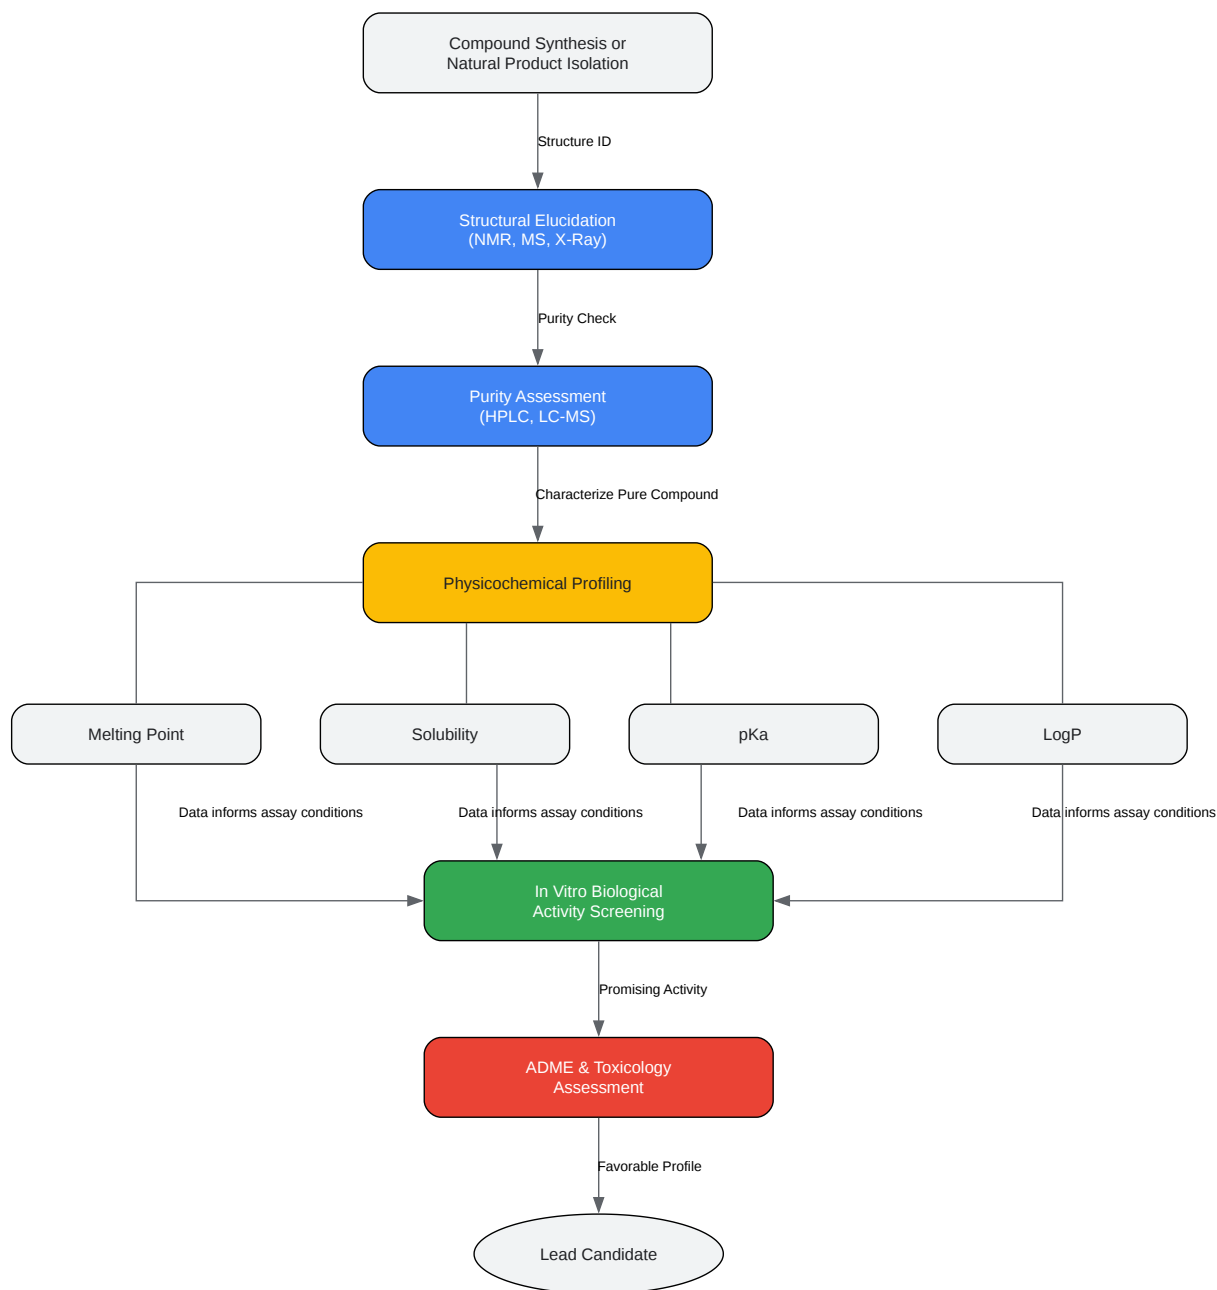 Compound Synthesis or
Natural Product Isolation
Structure ID
Structural Elucidation
(NMR, MS, X-Ray)
Purity Check
Purity Assessment
(HPLC, LC-MS)
Characterize Pure Compound
Physicochemical Profiling
Melting Point
Solubility
pKa
LogP
Data informs assay conditions
Data informs assay conditions
Data informs assay conditions
Data informs assay conditions
In Vitro Biological
Activity Screening
Promising Activity
ADME & Toxicology
Assessment
Favorable Profile
Lead Candidate